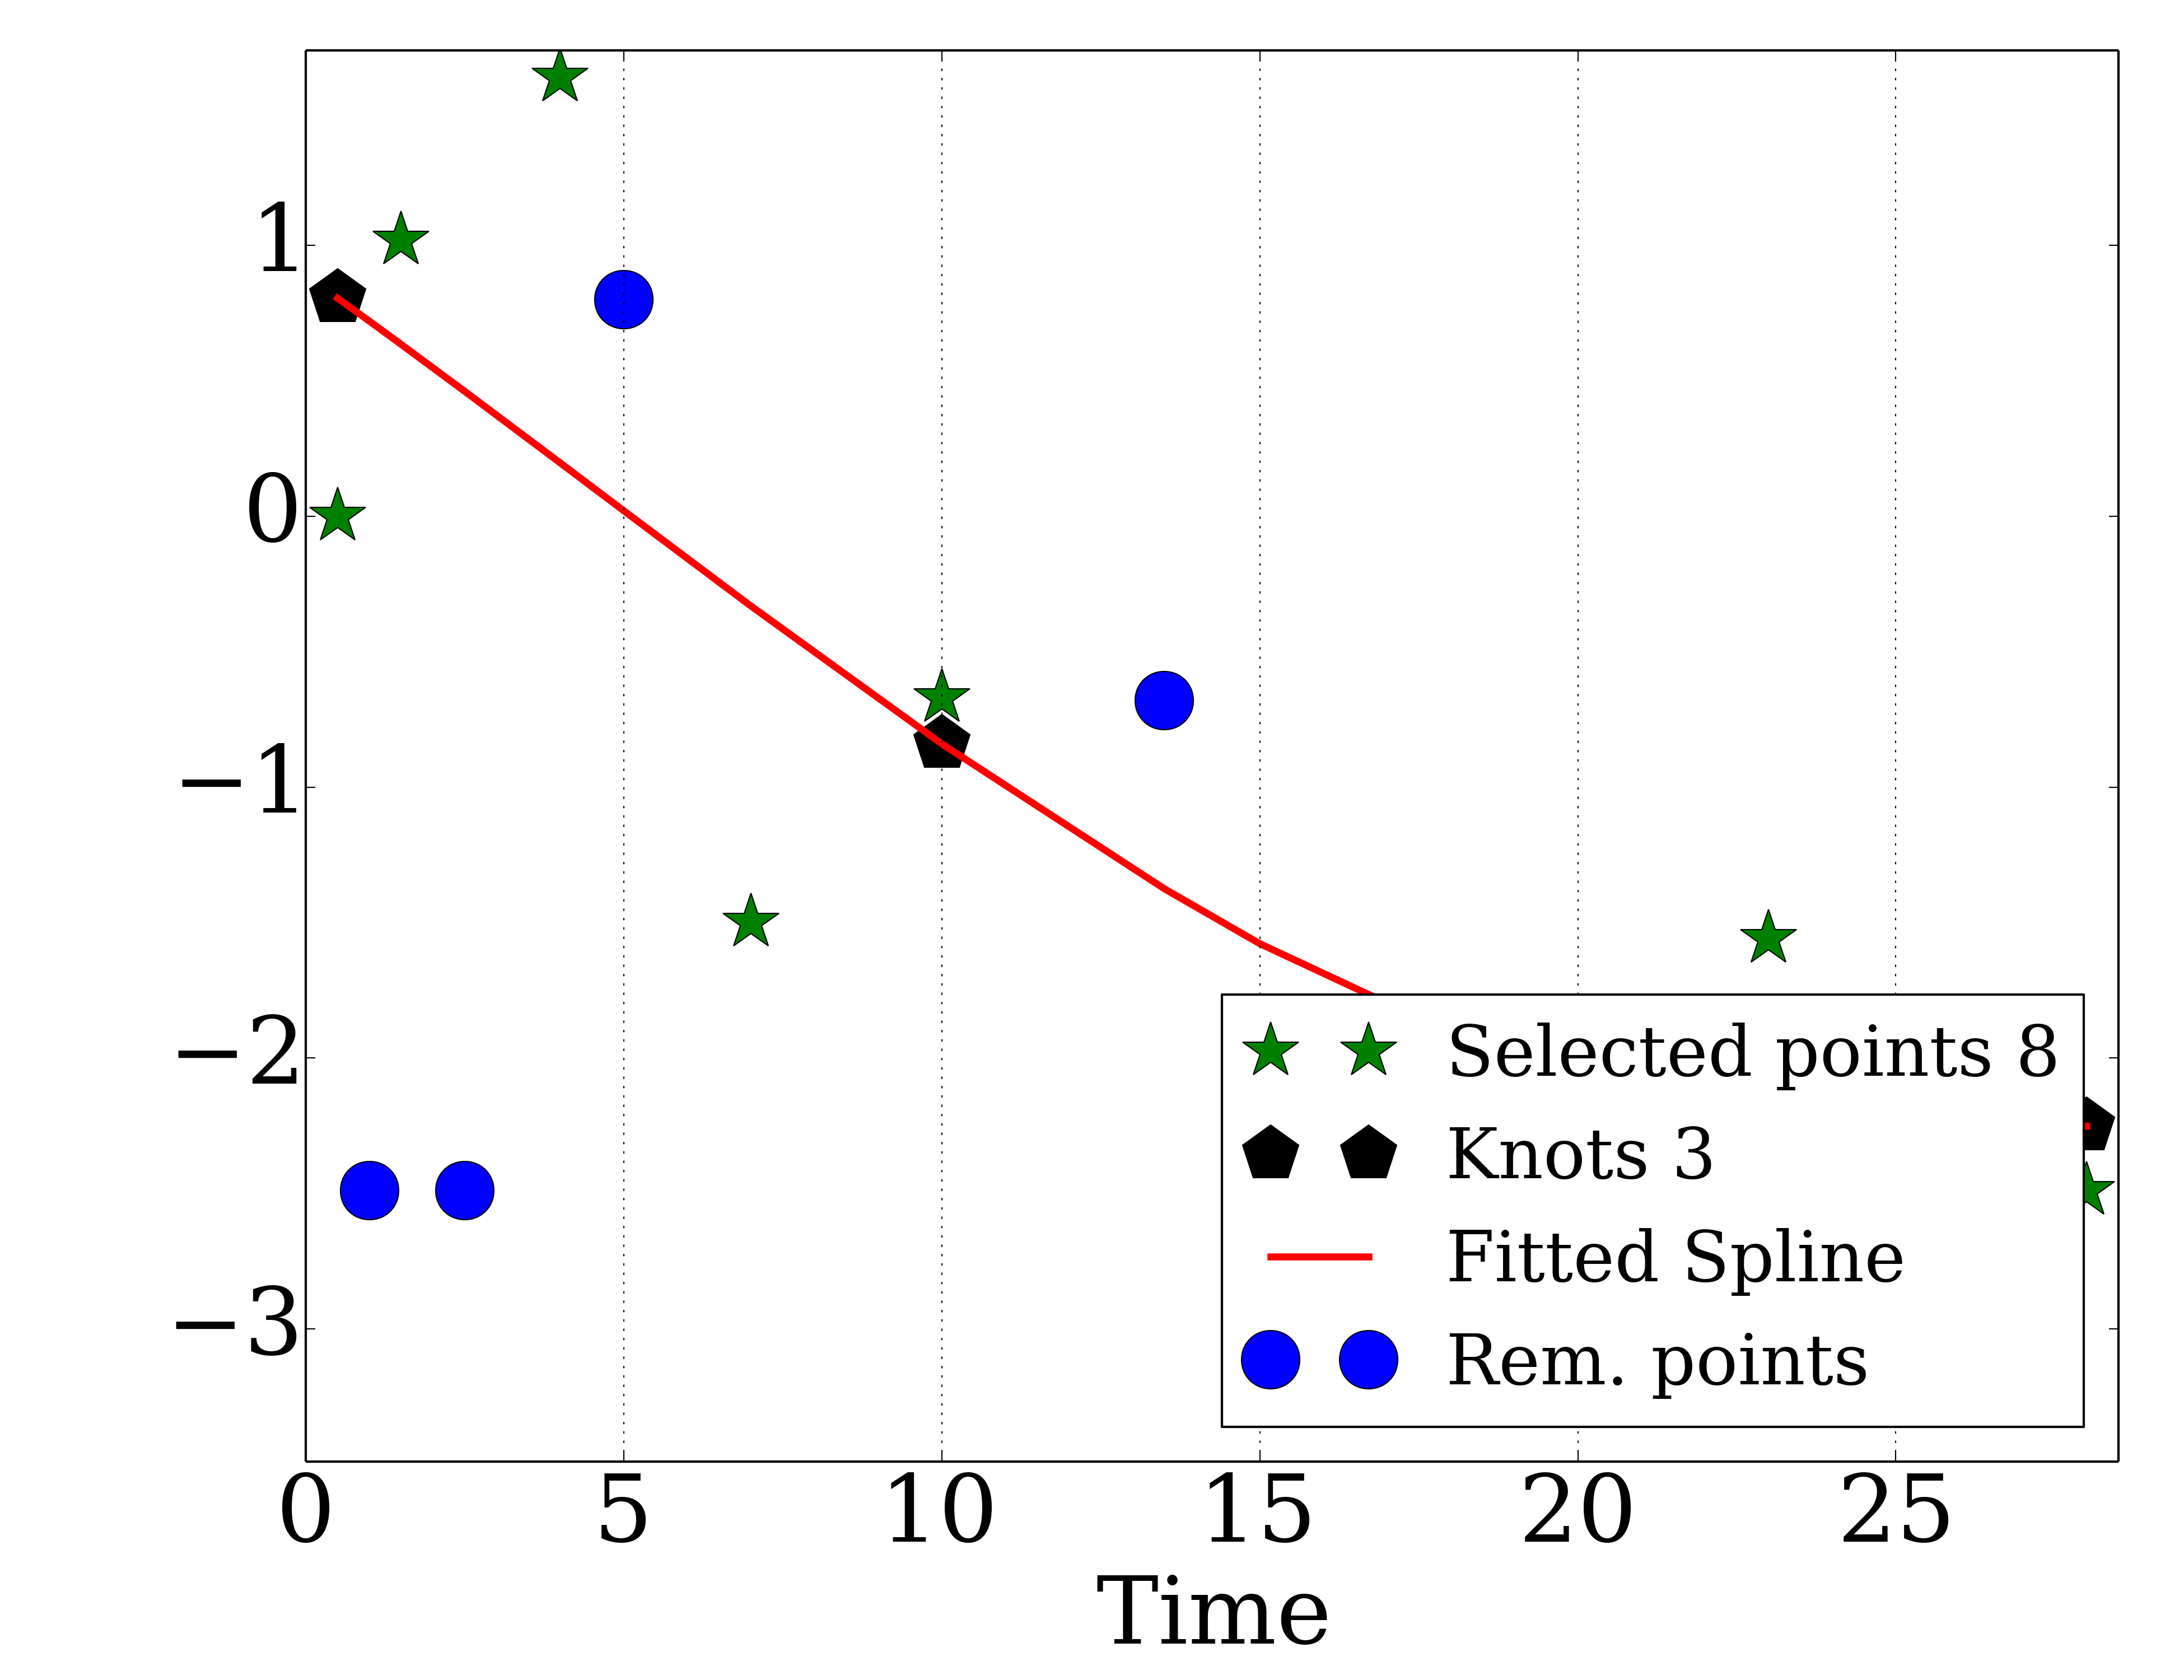 1
0
−1
−2
−3
Selected points 8
Knots 3
Fitted Spline
Rem. points
0 5 10 15 20 25
Time